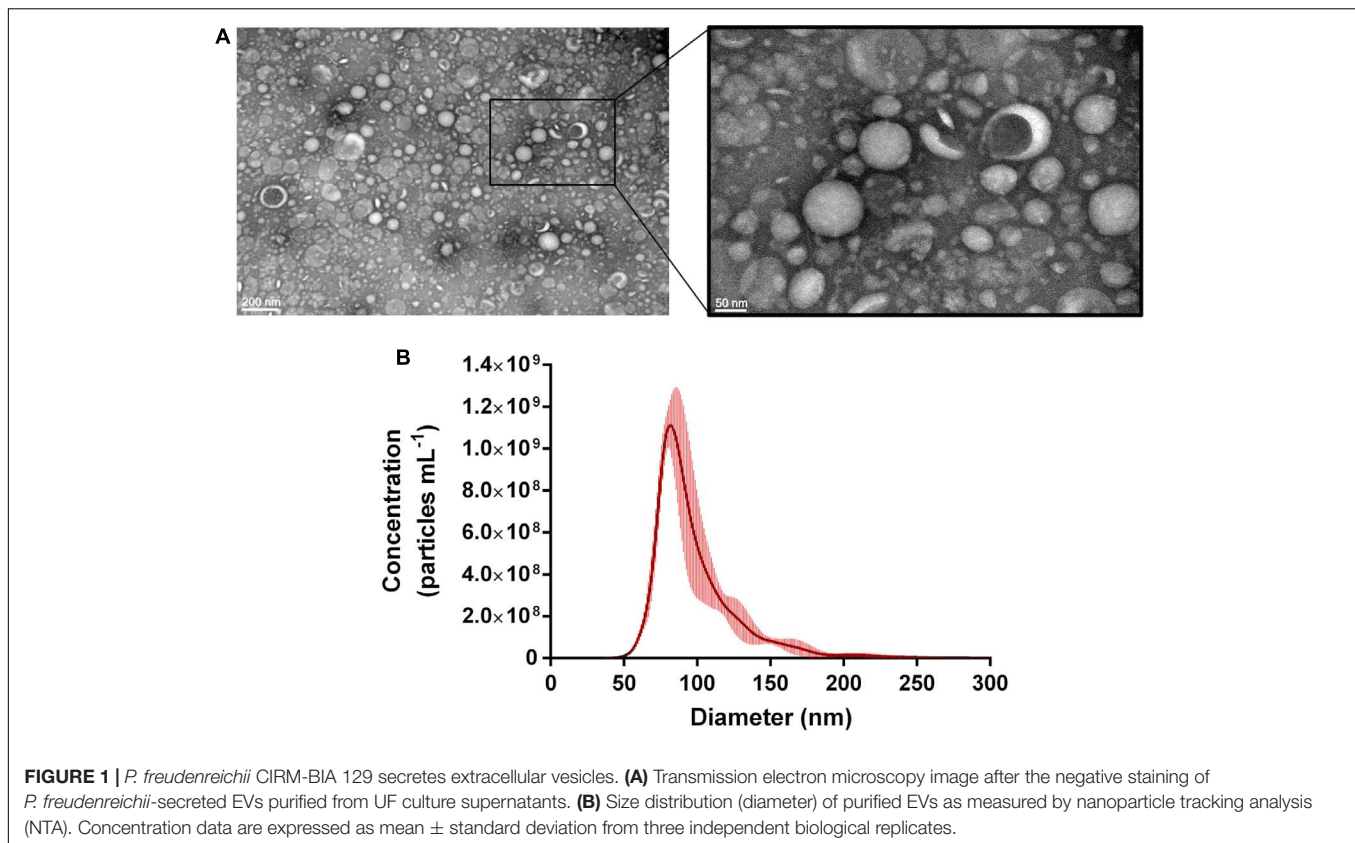 A
200 nm
50 nm
B
1.4×10⁹
1.2×10⁹
1.0×10⁹
8.0×10⁸
6.0×10⁸
4.0×10⁸
2.0×10⁸
0
Concentration
(particles mL⁻¹)
0 50 100 150 200 250 300
Diameter (nm)
FIGURE 1 | P. freudenreichii CIRM-BIA 129 secretes extracellular vesicles. (A) Transmission electron microscopy image after the negative staining of
P. freudenreichii-secreted EVs purified from UF culture supernatants. (B) Size distribution (diameter) of purified EVs as measured by nanoparticle tracking analysis
(NTA). Concentration data are expressed as mean ± standard deviation from three independent biological replicates.